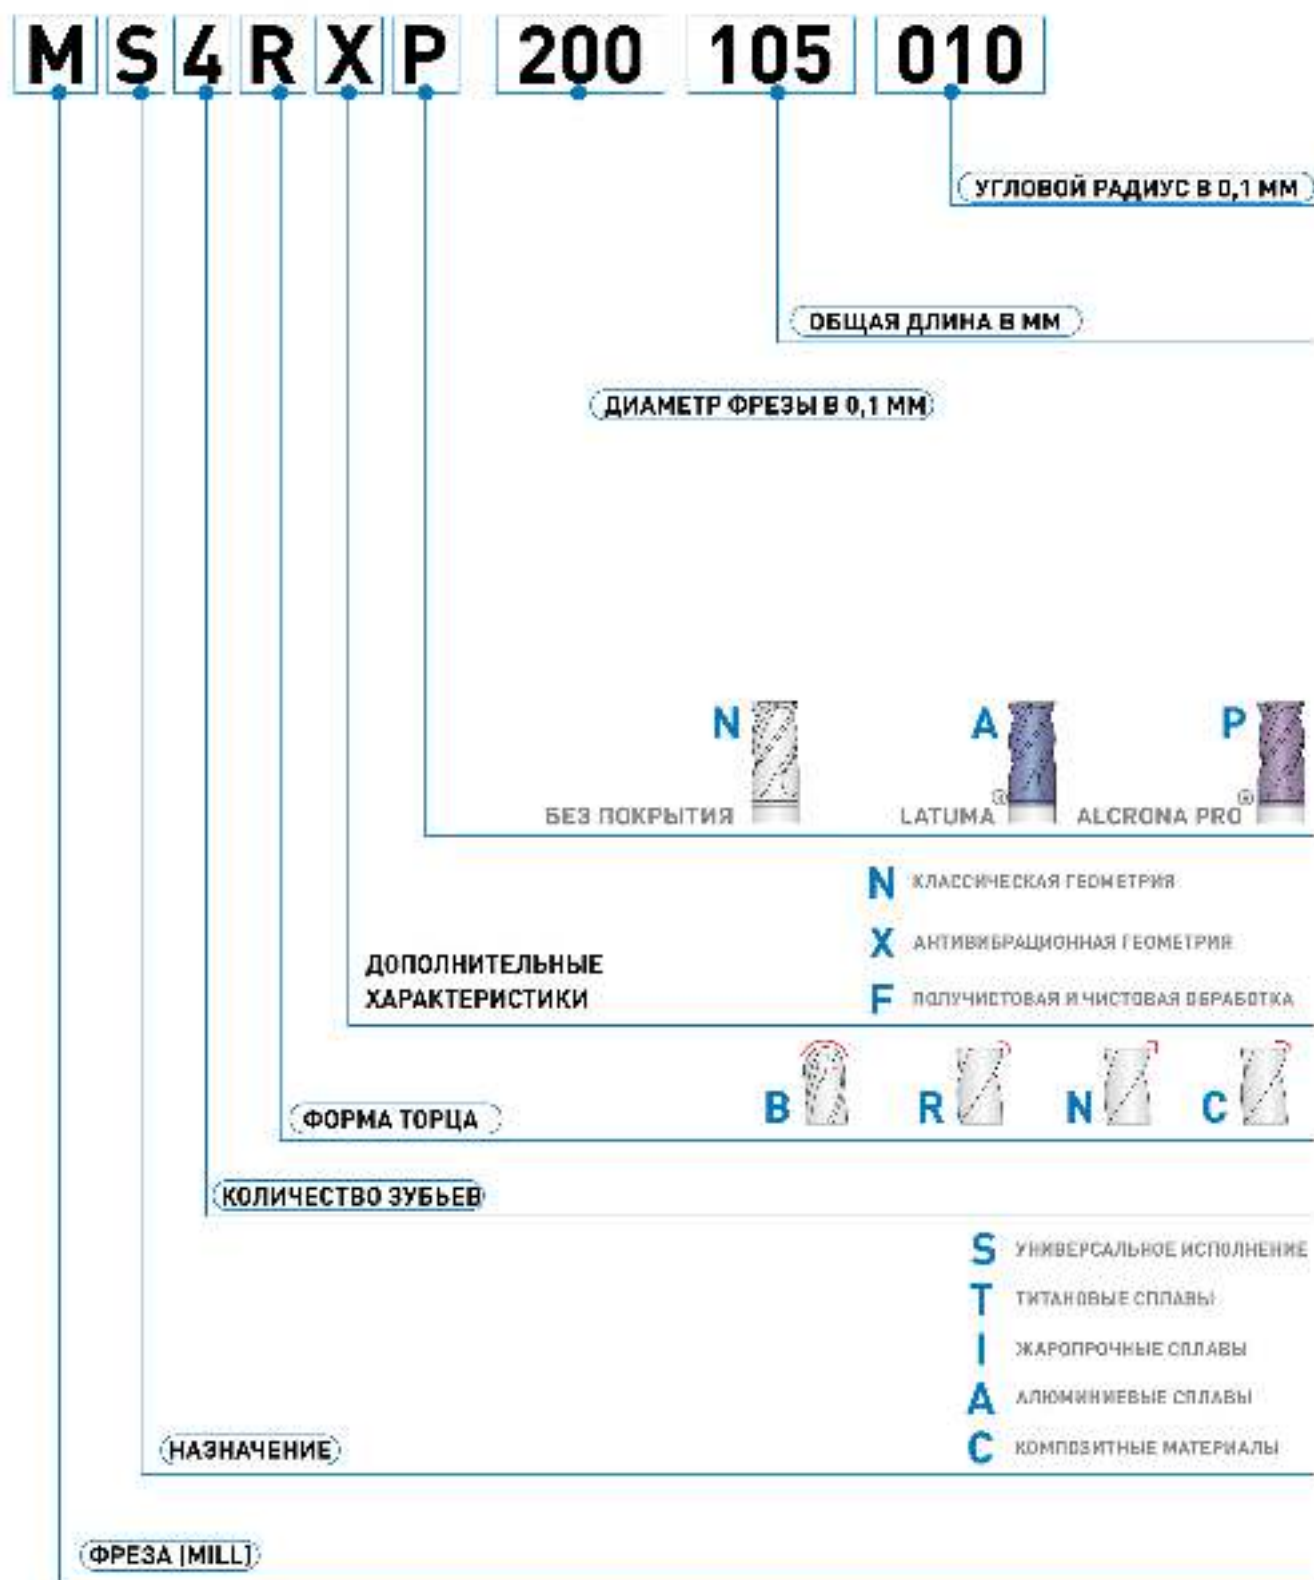 M S 4 R X P 200 105 010
УГЛОВОЙ РАДИУС В 0,1 ММ
ОБЩАЯ ДЛИНА В ММ
ДИАМЕТР ФРЕЗЫ В 0,1 ММ
N A P
БЕЗ ПОКРЫТИЯ LATUMA® ALCRONA PRO®
N КЛАССИЧЕСКАЯ ГЕОМЕТРИЯ
X АНТИВИБРАЦИОННАЯ ГЕОМЕТРИЯ
ДОПОЛНИТЕЛЬНЫЕ
ХАРАКТЕРИСТИКИ
F ПОЛУЧИСТОВАЯ И ЧИСТОВАЯ ОБРАБОТКА
B R N C
ФОРМА ТОРЦА
КОЛИЧЕСТВО ЗУБЬЕВ
S УНИВЕРСАЛЬНОЕ ИСПОЛНЕНИЕ
T ТИТАНОВЫЕ СПЛАВЫ
I ЖАРОПРОЧНЫЕ СПЛАВЫ
A АЛЮМИНИЕВЫЕ СПЛАВЫ
C КОМПОЗИТНЫЕ МАТЕРИАЛЫ
НАЗНАЧЕНИЕ
ФРЕЗА [MILL]